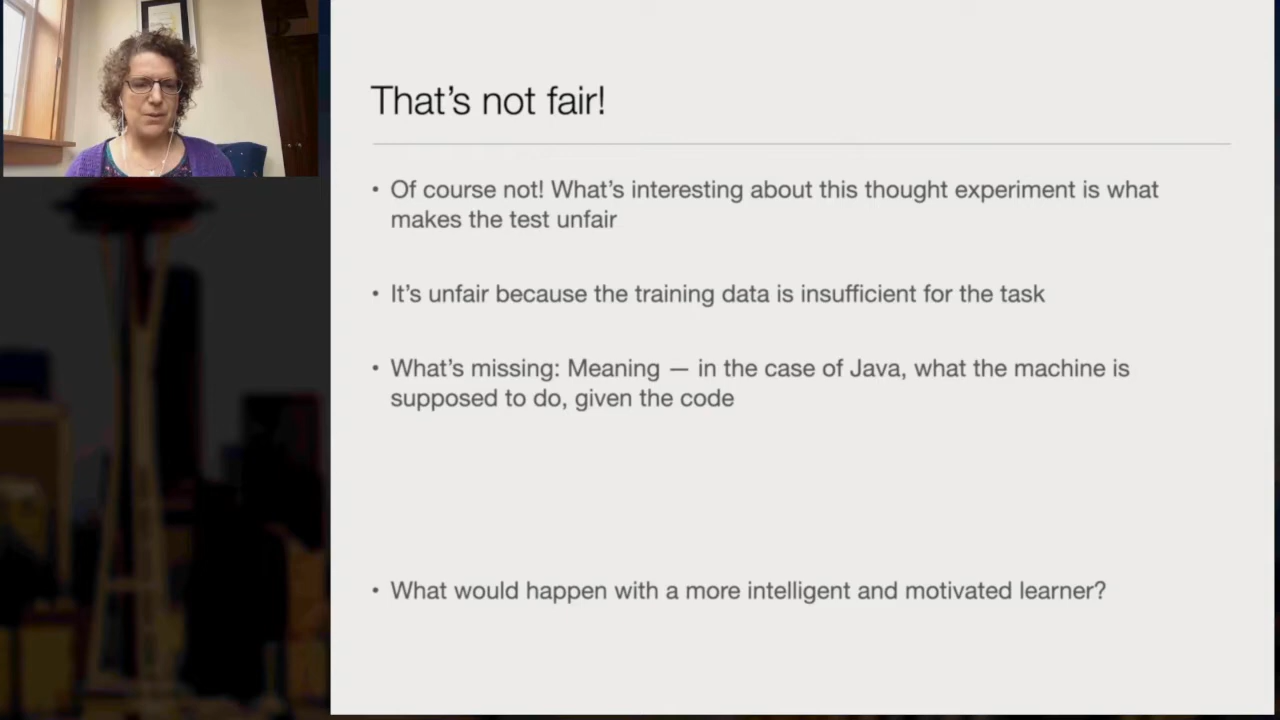 That's not fair!
• Of course not! What's interesting about this thought experiment is what
makes the test unfair
• It's unfair because the training data is insufficient for the task
• What's missing: Meaning — in the case of Java, what the machine is
supposed to do, given the code
• What would happen with a more intelligent and motivated learner?